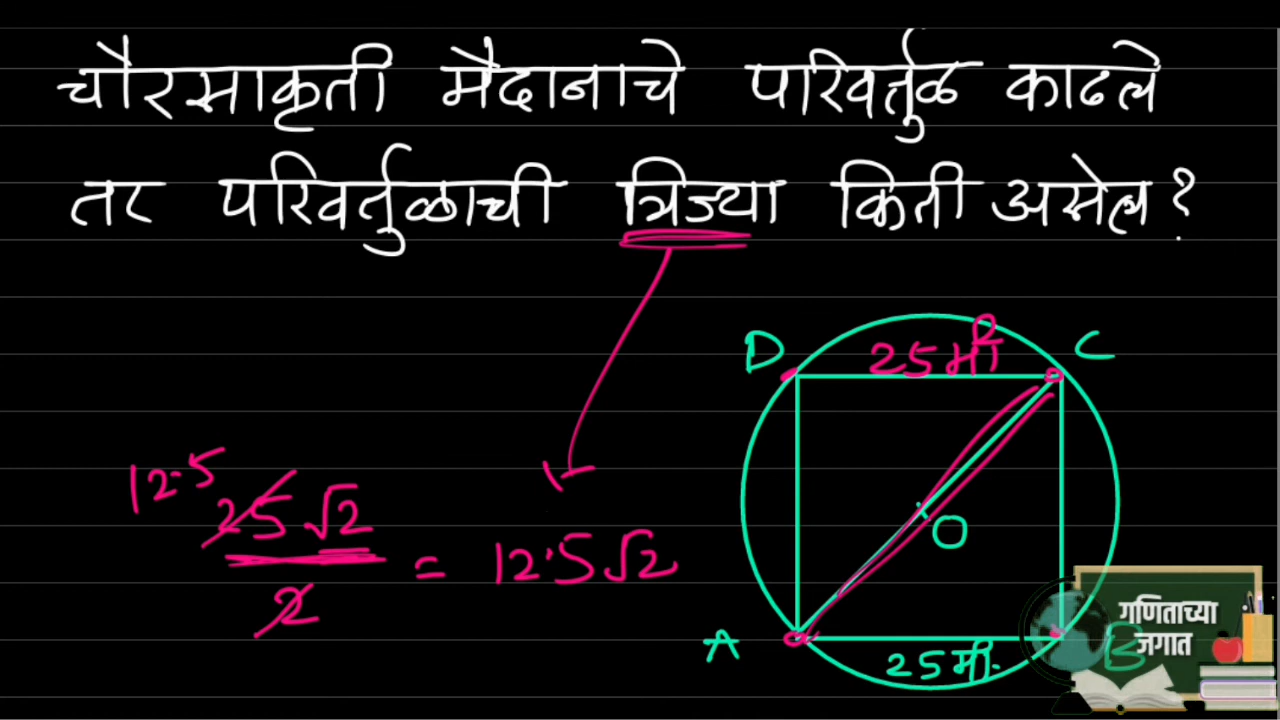 चौरसाकृती मैदानाचे परिवर्तुळ काढले
तर परिवर्तुळाची त्रिज्या किती असेल?
D
25 मी
C
12.5
25√2
2
= 12.5√2
O
A
25 मी.
B
गणिताच्या
जगात